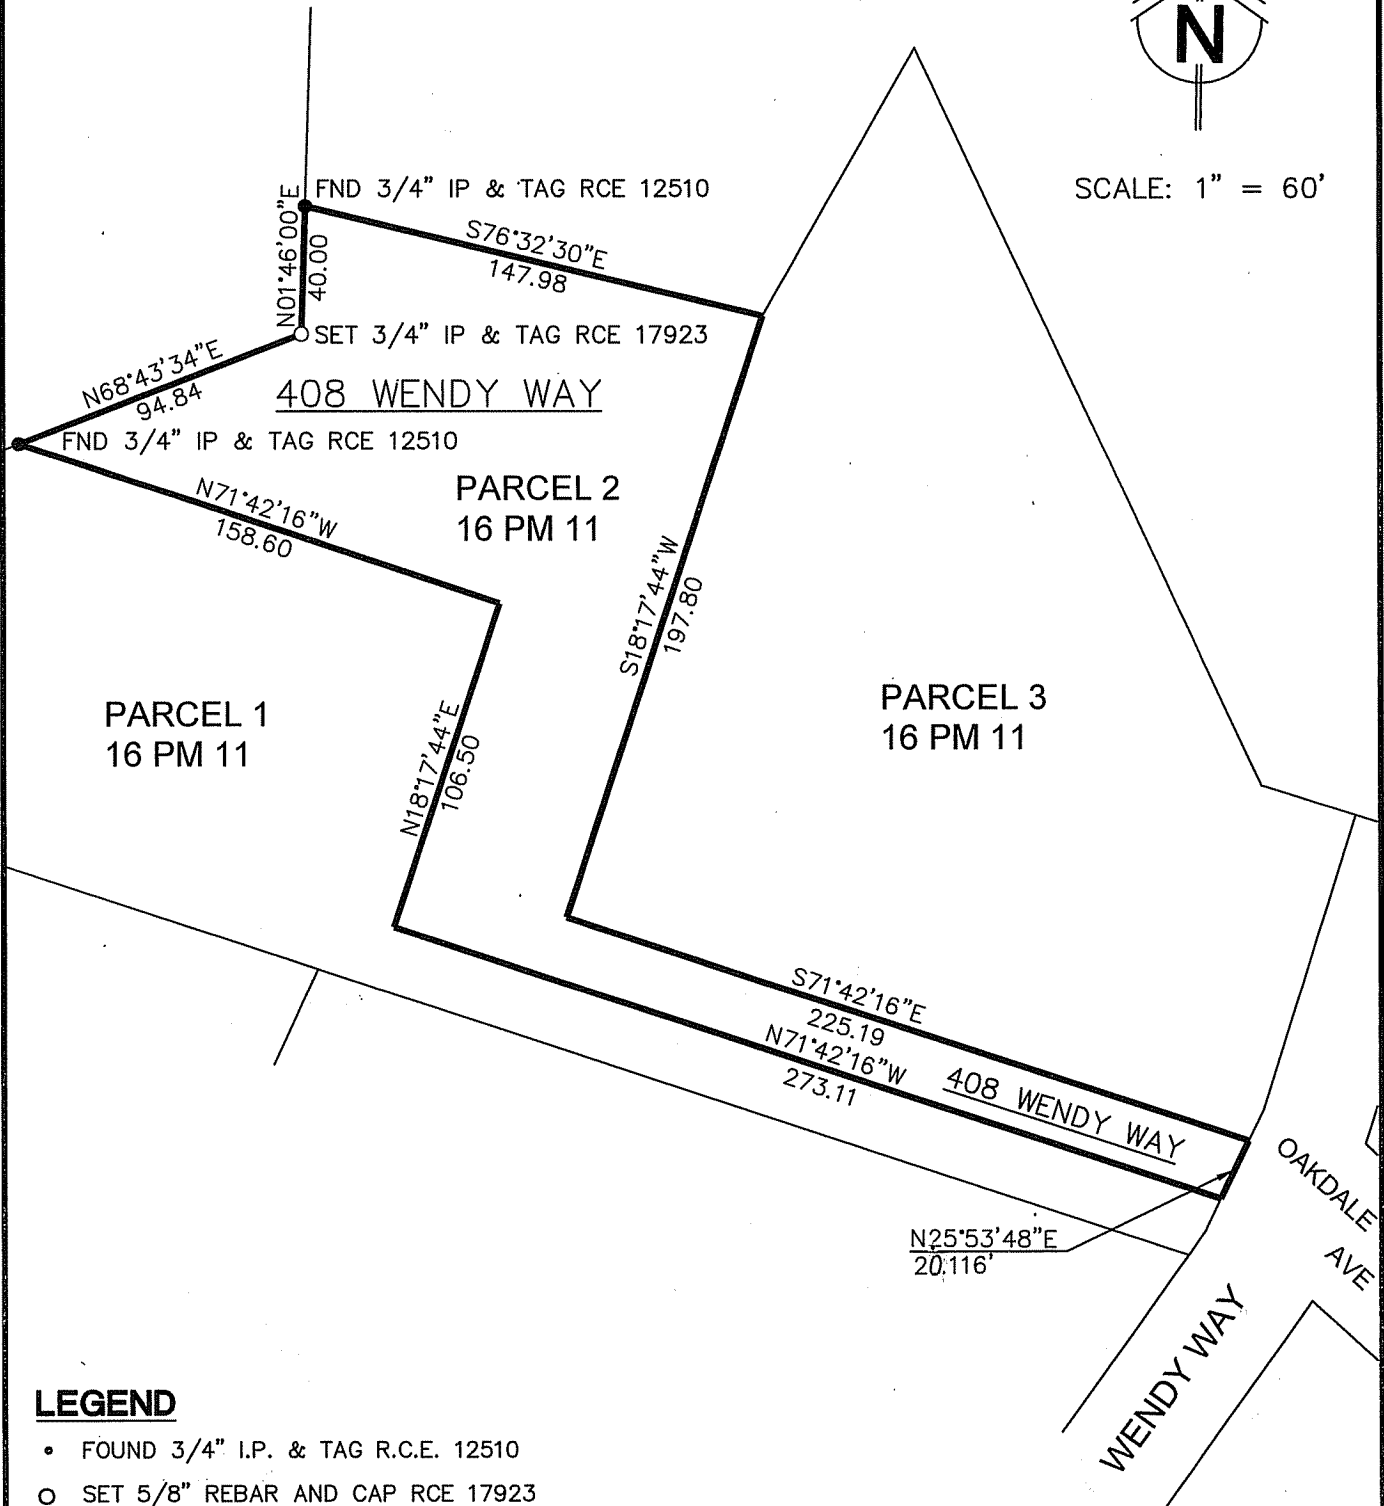 N
SCALE: 1" = 60'
FND 3/4" IP & TAG RCE 12510
N01°46'00"E
40.00
S76°32'30"E
147.98
SET 3/4" IP & TAG RCE 17923
N68°43'34"E
94.84
408 WENDY WAY
FND 3/4" IP & TAG RCE 12510
N71°42'16"W
158.60
PARCEL 2
16 PM 11
S18°17'44"W
197.80
PARCEL 1
16 PM 11
N18°17'44"E
106.50
PARCEL 3
16 PM 11
S71°42'16"E
225.19
N71°42'16"W
273.11
408 WENDY WAY
OAKDALE
AVE
N25°53'48"E
20.116'
WENDY WAY
LEGEND
• FOUND 3/4" I.P. & TAG R.C.E. 12510
○ SET 5/8" REBAR AND CAP RCE 17923